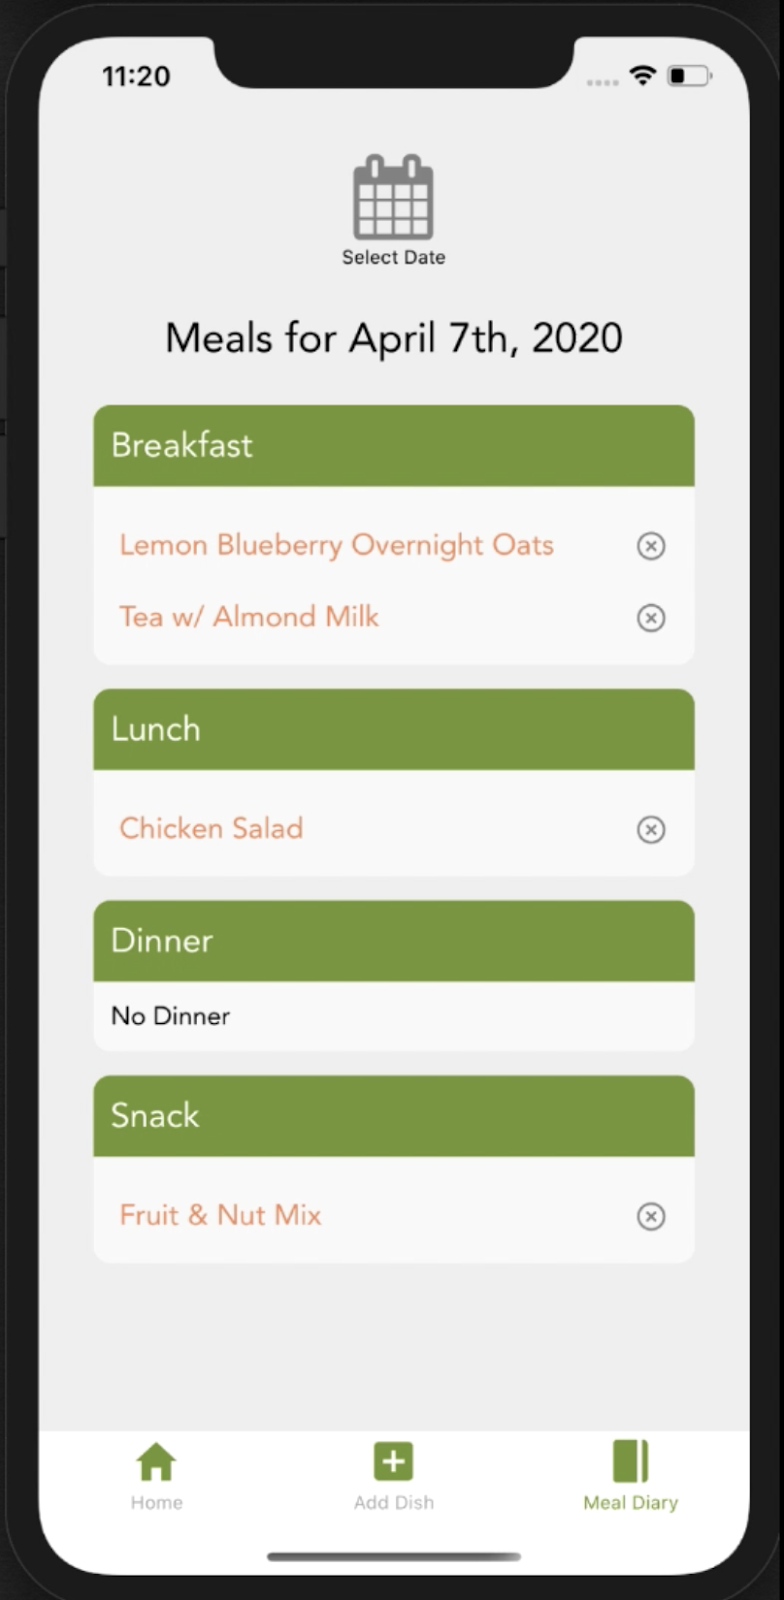 11:20
Select Date
Meals for April 7th, 2020
Breakfast
Lemon Blueberry Overnight Oats
Tea w/ Almond Milk
Lunch
Chicken Salad
Dinner
No Dinner
Snack
Fruit & Nut Mix
Home
Add Dish
Meal Diary